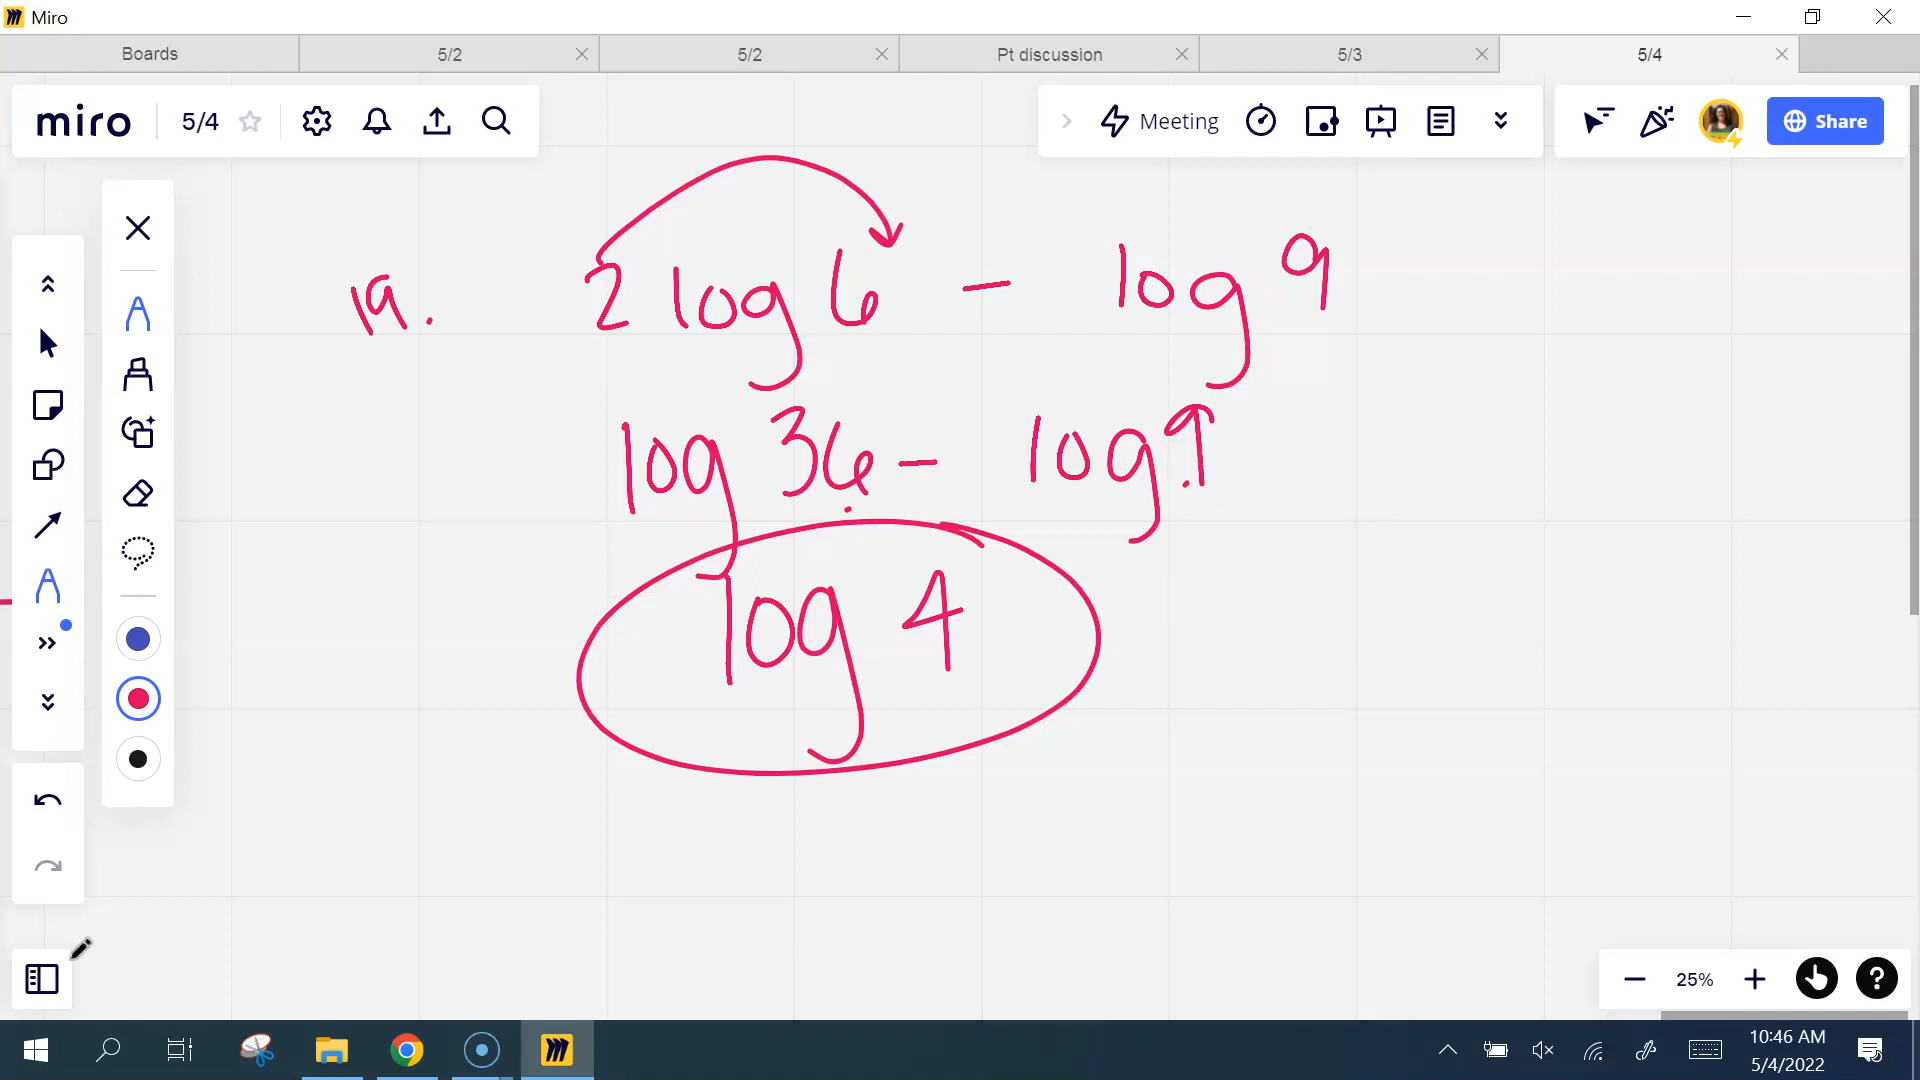 Miro
Boards 5/2 5/2 Pt discussion 5/3 5/4
miro 5/4 Meeting Share
19. 2 log 6 − log 9
log 36 − log 9
log 4
25%
10:46 AM
5/4/2022